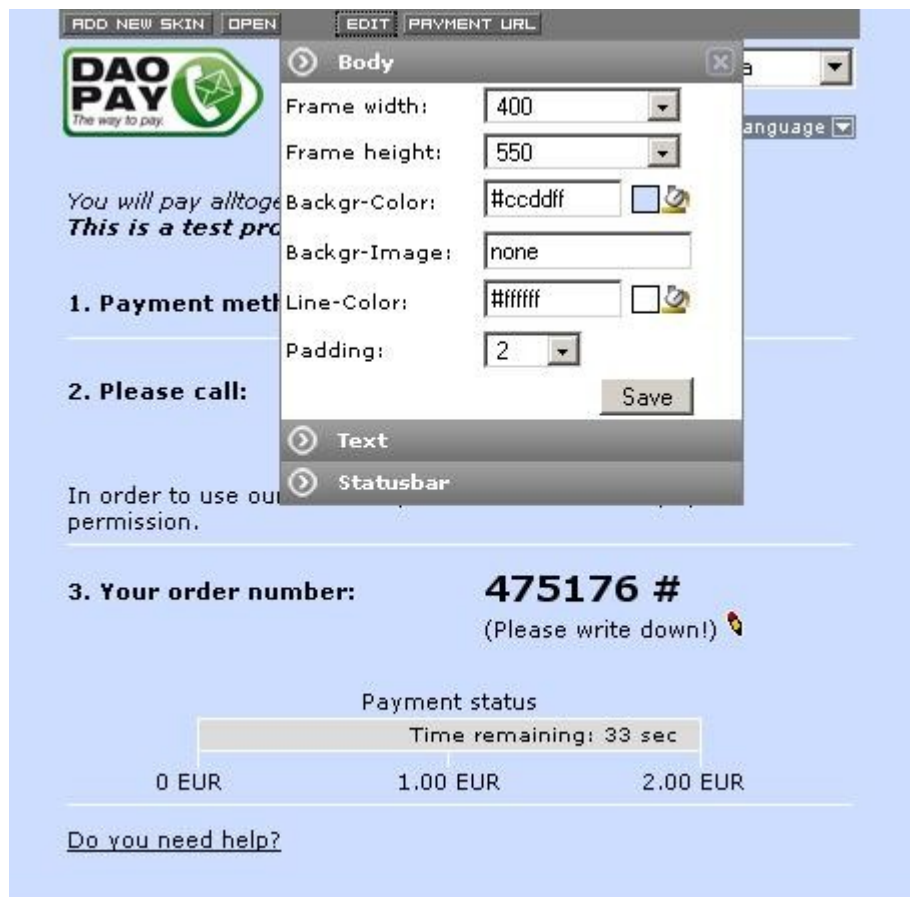 ADD NEW SKIN OPEN EDIT PAYMENT URL
DAO
PAY
The way to pay.
Body
a
Frame width: 400
anguage
Frame height: 550
You will pay alltoge
Backgr-Color: #ccddff
This is a test pro
Backgr-Image: none
1. Payment meth
Line-Color: #ffffff
Padding: 2
2. Please call:
Save
Text
Statusbar
In order to use ou
permission.
3. Your order number: 475176 #
(Please write down!)
Payment status
Time remaining: 33 sec
0 EUR 1.00 EUR 2.00 EUR
Do you need help?